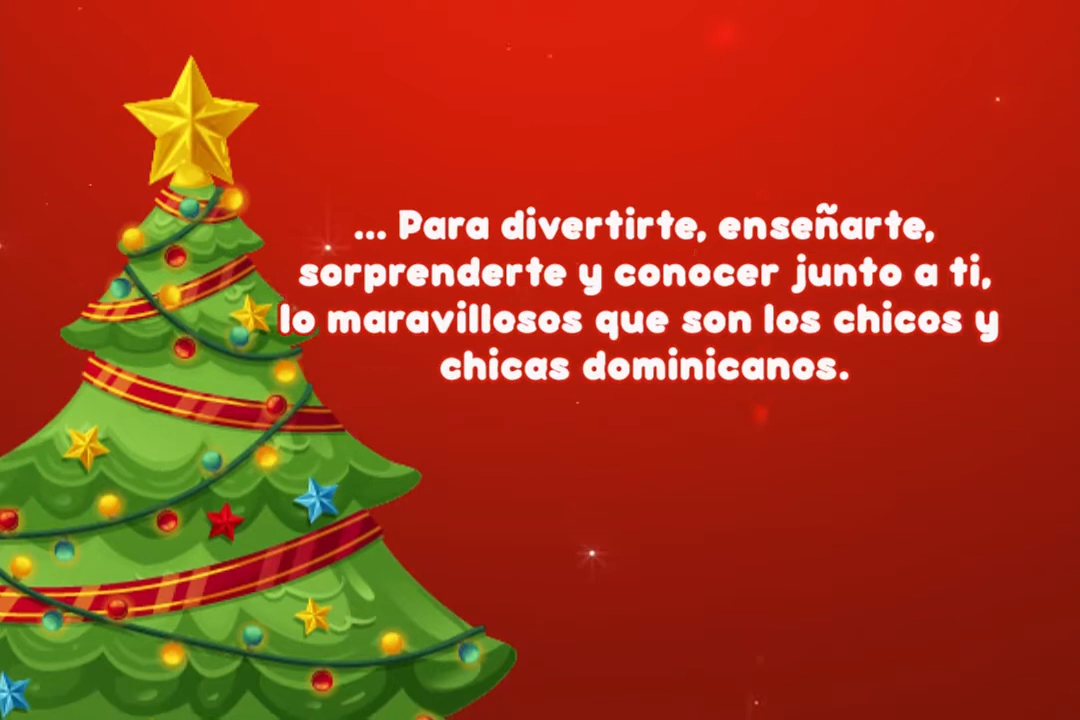 ... Para divertirte, enseñarte,
sorprenderte y conocer junto a ti,
lo maravillosos que son los chicos y
chicas dominicanos.